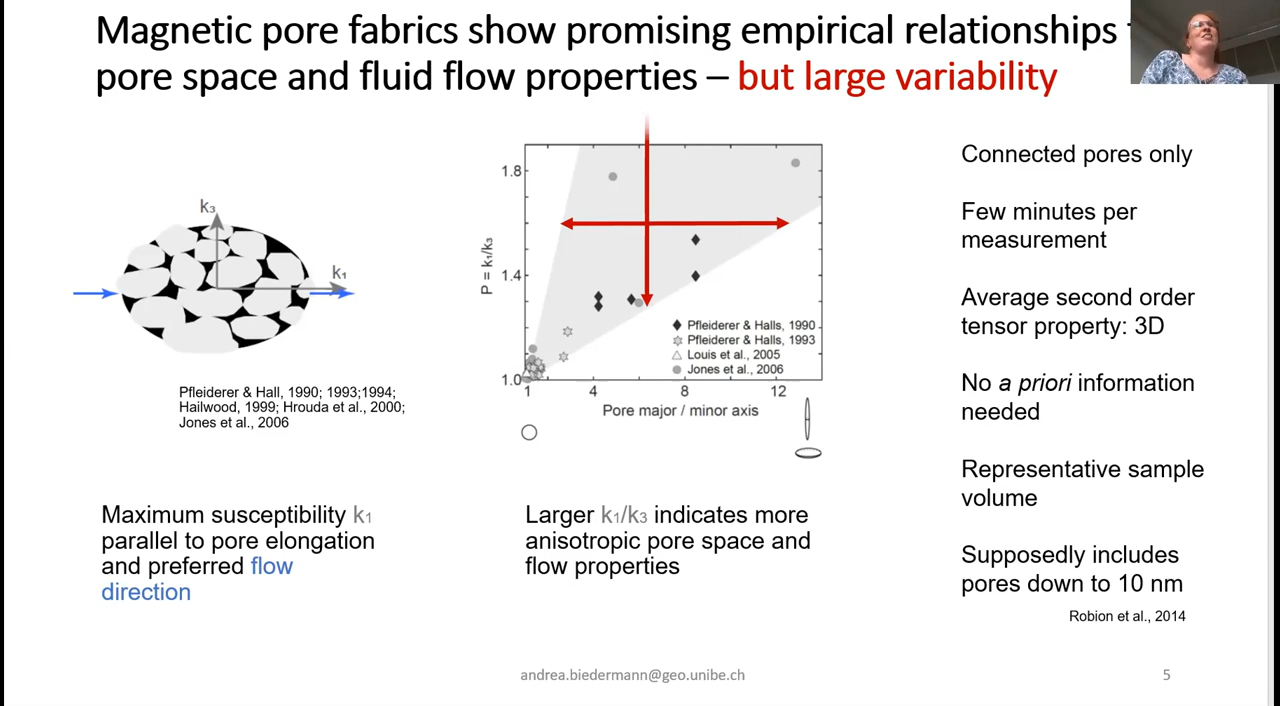 Magnetic pore fabrics show promising empirical relationships
pore space and fluid flow properties – but large variability
k₃
k₁
Pfleiderer & Hall, 1990; 1993;1994;
Hailwood, 1999; Hrouda et al., 2000;
Jones et al., 2006
Maximum susceptibility k₁
parallel to pore elongation
and preferred flow
direction
P = k₁/k₃
1.8
1.4
1.0
1
4
8
12
Pore major / minor axis
Pfleiderer & Halls, 1990
Pfleiderer & Halls, 1993
Louis et al., 2005
Jones et al., 2006
Larger k₁/k₃ indicates more
anisotropic pore space and
flow properties
Connected pores only
Few minutes per
measurement
Average second order
tensor property: 3D
No a priori information
needed
Representative sample
volume
Supposedly includes
pores down to 10 nm
Robion et al., 2014
andrea.biedermann@geo.unibe.ch
5